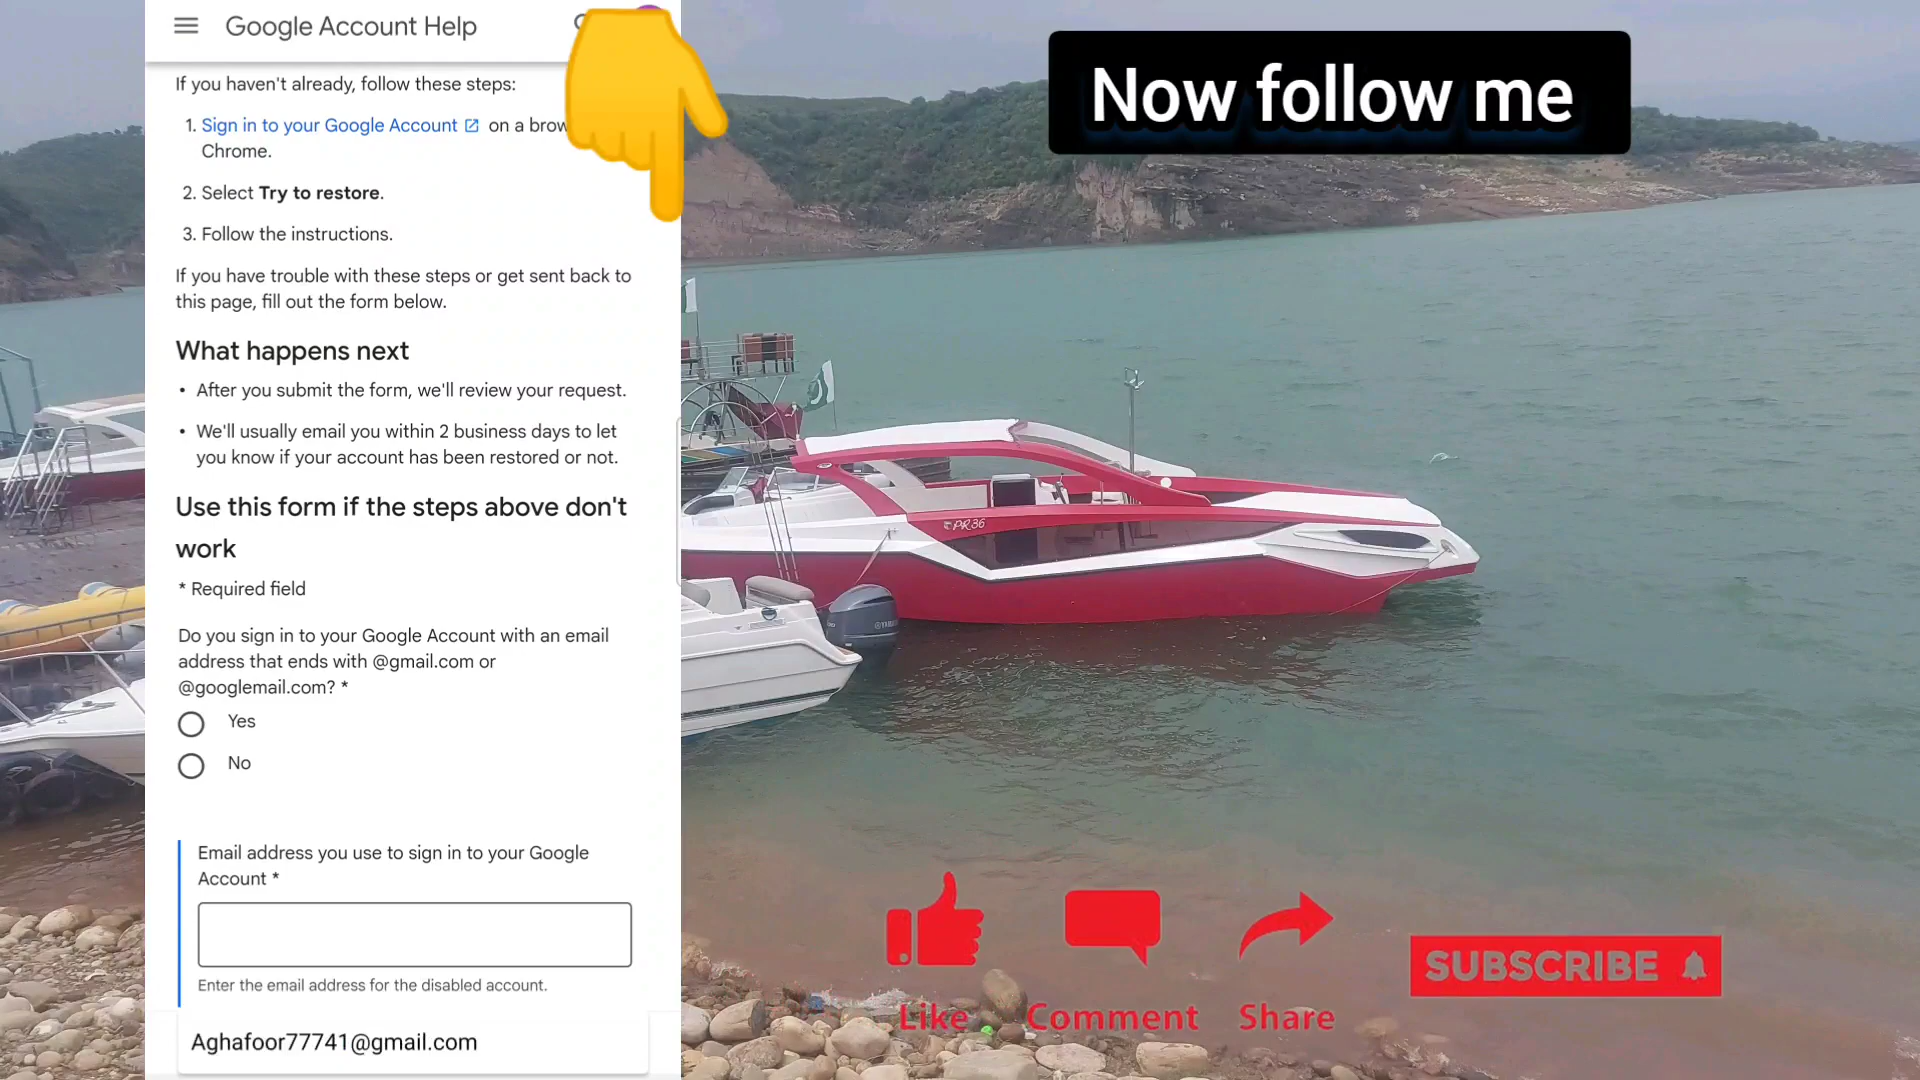 Google Account Help
If you haven't already, follow these steps:
1. Sign in to your Google Account on a
Chrome.
2. Select Try to restore.
3. Follow the instructions.
If you have trouble with these steps or get sent back to
this page, fill out the form below.
What happens next
• After you submit the form, we'll review your request.
• We'll usually email you within 2 business days to let
you know if your account has been restored or not.
Use this form if the steps above don't
work
* Required field
Do you sign in to your Google Account with an email
address that ends with @gmail.com or
@googlemail.com? *
Yes
No
Email address you use to sign in to your Google
Account *
Enter the email address for the disabled account.
Aghafoor77741@gmail.com
Now follow me
PR36
YAMAHA
Like
Comment
Share
SUBSCRIBE